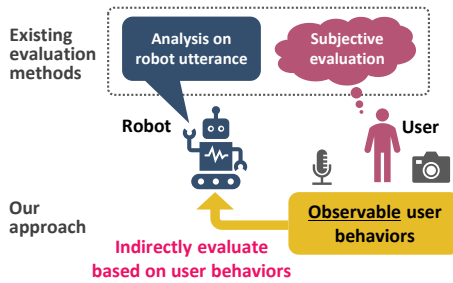 Existing
evaluation
methods
Analysis on
robot utterance
Subjective
evaluation
Robot
User
Our
approach
Observable user
behaviors
Indirectly evaluate
based on user behaviors